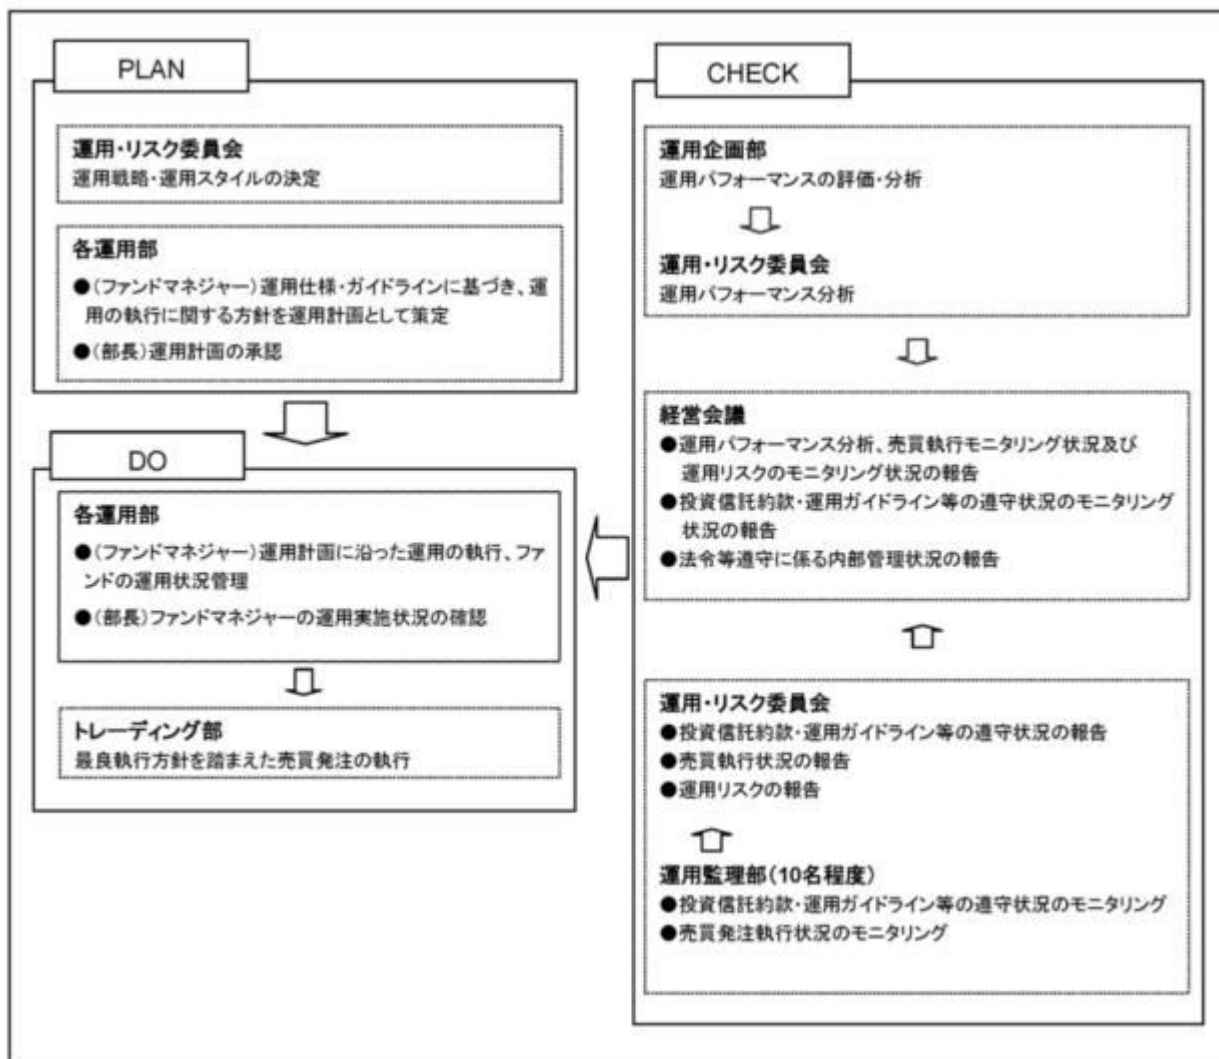 PLAN
運用・リスク委員会
運用戦略・運用スタイルの決定
各運用部
●(ファンドマネジャー)運用仕様・ガイドラインに基づき、運
用の執行に関する方針を運用計画として策定
●(部長)運用計画の承認
DO
各運用部
●(ファンドマネジャー)運用計画に沿った運用の執行、ファ
ンドの運用状況管理
●(部長)ファンドマネジャーの運用実施状況の確認
トレーディング部
最良執行方針を踏まえた売買発注の執行
CHECK
運用企画部
運用パフォーマンスの評価・分析
運用・リスク委員会
運用パフォーマンス分析
経営会議
●運用パフォーマンス分析、売買執行モニタリング状況及び
運用リスクのモニタリング状況の報告
●投資信託約款・運用ガイドライン等の遵守状況のモニタリング
状況の報告
●法令等遵守に係る内部管理状況の報告
運用・リスク委員会
●投資信託約款・運用ガイドライン等の遵守状況の報告
●売買執行状況の報告
●運用リスクの報告
運用監理部(10名程度)
●投資信託約款・運用ガイドライン等の遵守状況のモニタリング
●売買発注執行状況のモニタリング